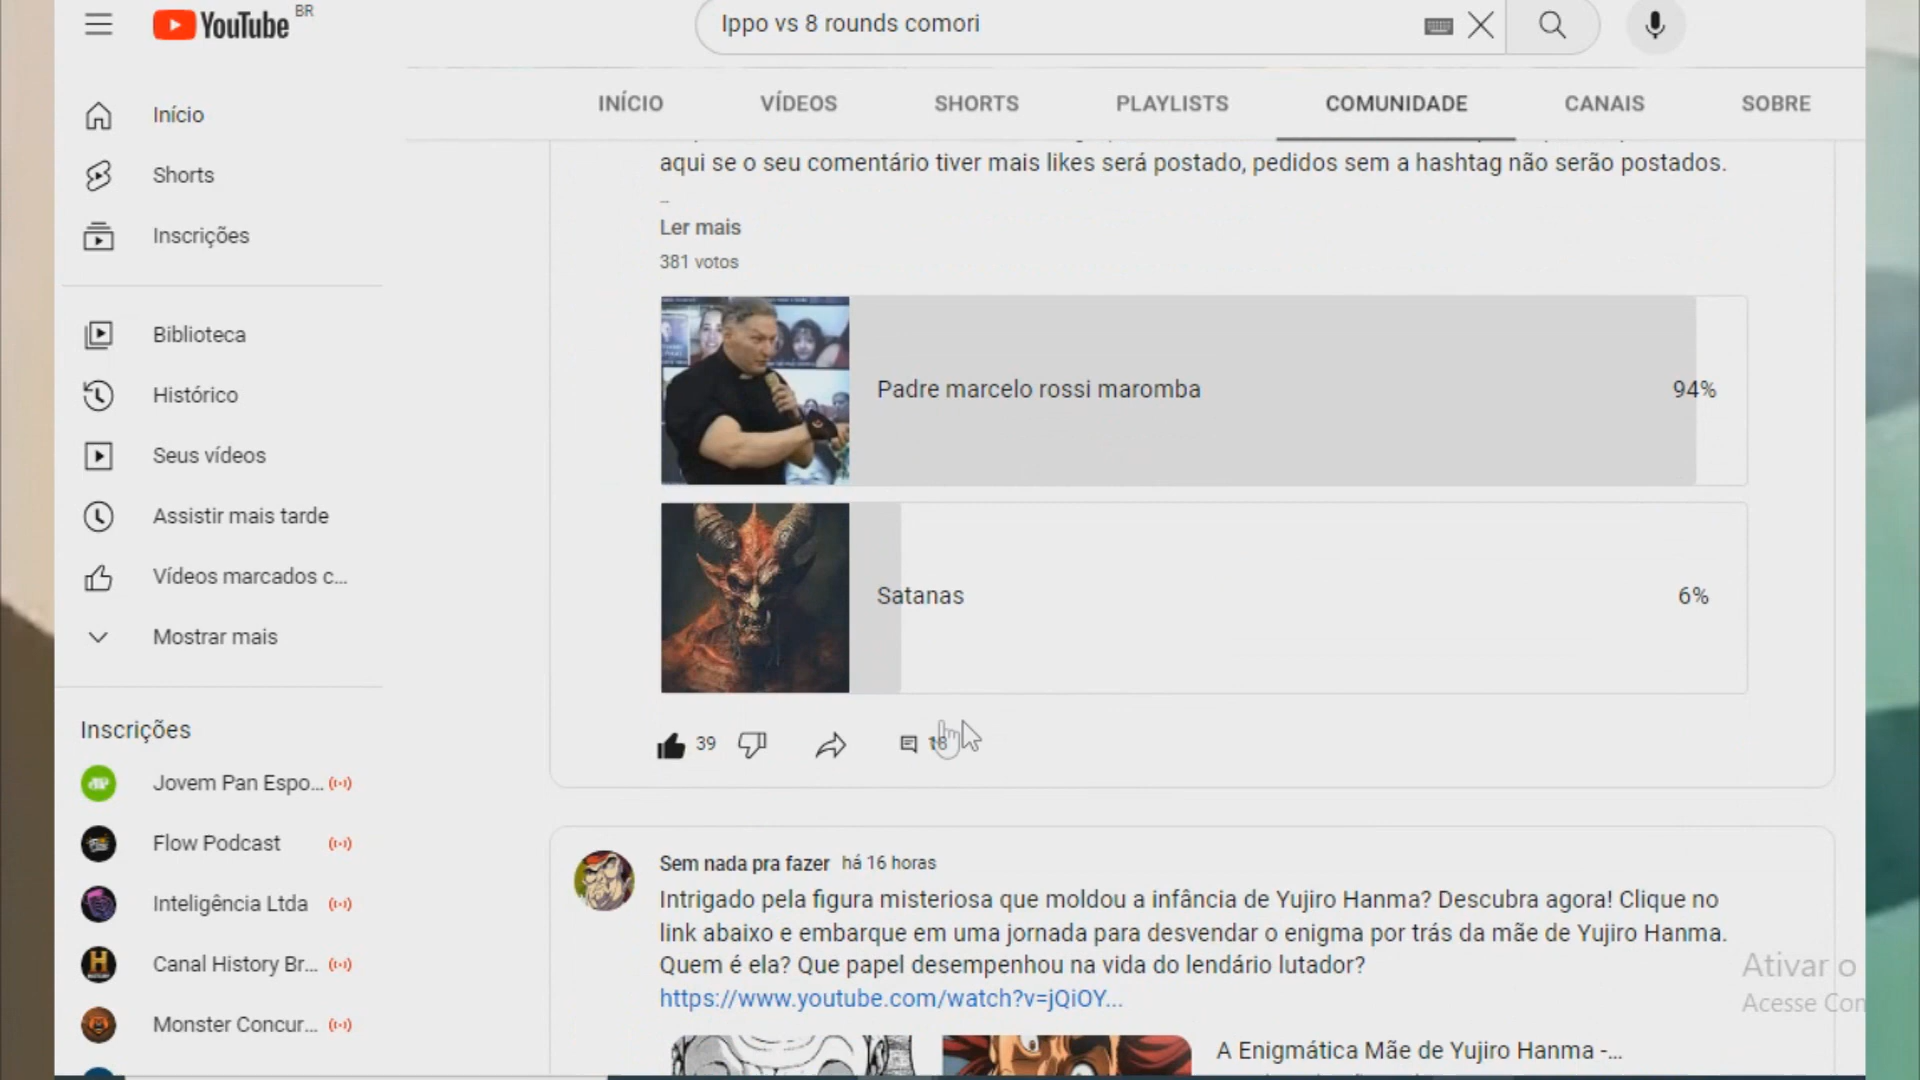 YouTube BR
Ippo vs 8 rounds comori
INÍCIO VÍDEOS SHORTS PLAYLISTS COMUNIDADE CANAIS SOBRE
Início
Shorts
Inscrições
Biblioteca
Histórico
Seus vídeos
Assistir mais tarde
Vídeos marcados c...
Mostrar mais
Inscrições
Jovem Pan Espo...
Flow Podcast
Inteligência Ltda
Canal History Br...
Monster Concur...
aqui se o seu comentário tiver mais likes será postado, pedidos sem a hashtag não serão postados.
_
Ler mais
381 votos
Padre marcelo rossi maromba 94%
Satanas 6%
39
Sem nada pra fazer há 16 horas
Intrigado pela figura misteriosa que moldou a infância de Yujiro Hanma? Descubra agora! Clique no
link abaixo e embarque em uma jornada para desvendar o enigma por trás da mãe de Yujiro Hanma.
Quem é ela? Que papel desempenhou na vida do lendário lutador?
https://www.youtube.com/watch?v=jQiOY...
A Enigmática Mãe de Yujiro Hanma -...
Ativar o
Acesse Con